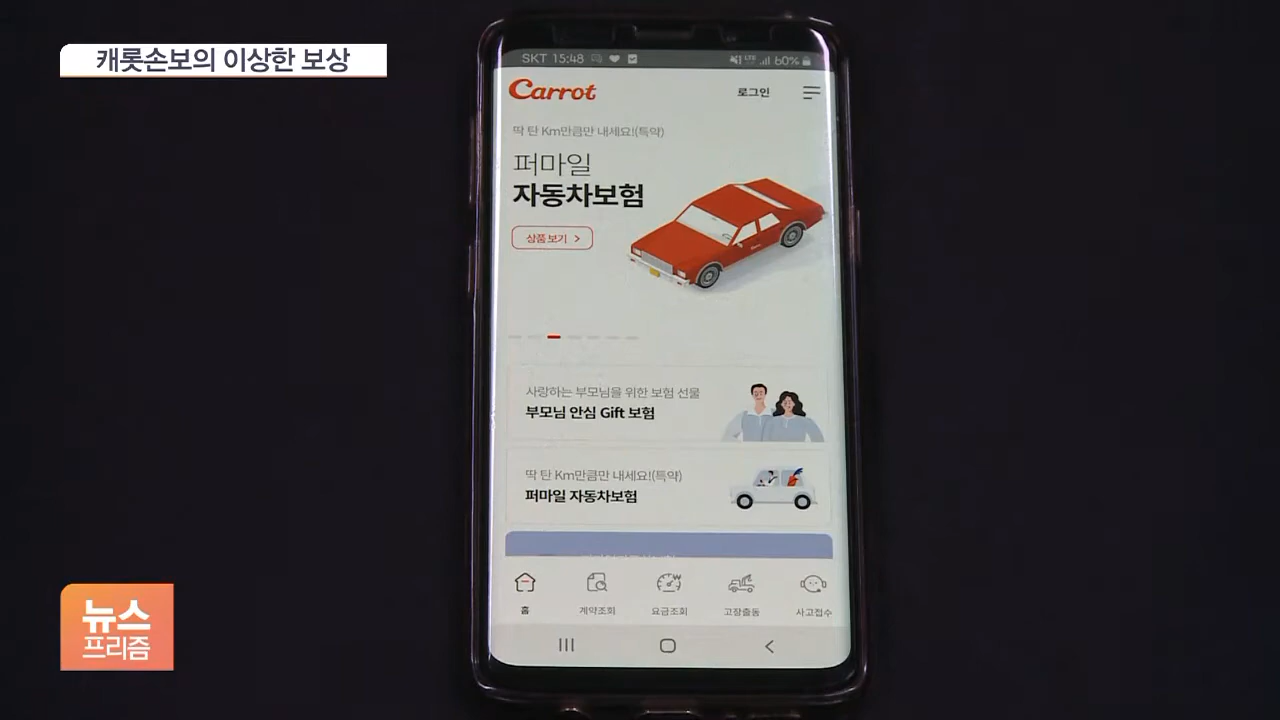 캐롯손보의 이상한 보상
SKT 15:48
LTE 60%
Carrot
로그인
딱 탄 Km만큼만 내세요!(특약)
퍼마일
자동차보험
상품보기 >
사랑하는 부모님을 위한 보험 선물
부모님 안심 Gift 보험
딱 탄 Km만큼만 내세요!(특약)
퍼마일 자동차보험
홈
계약조회
요금조회
고장출동
사고접수
뉴스
프리즘